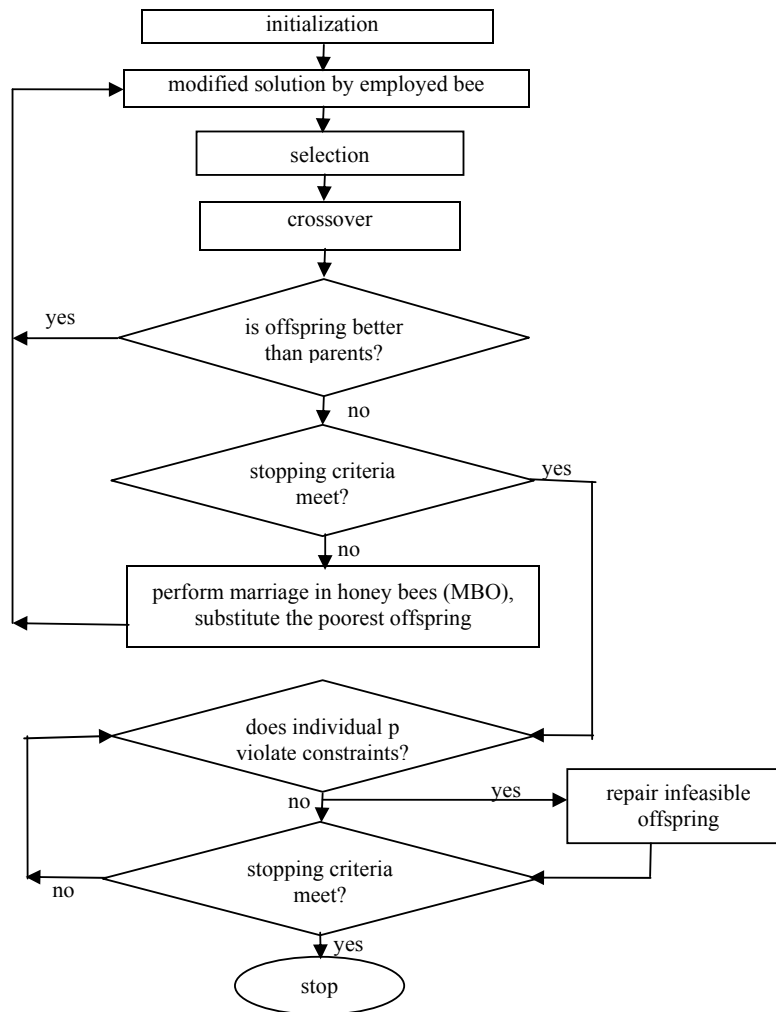 initialization
modified solution by employed bee
selection
crossover
yes
is offspring better
than parents?
no
stopping criteria
meet?
yes
no
perform marriage in honey bees (MBO),
substitute the poorest offspring
does individual p
violate constraints?
no
yes
repair infeasible
offspring
stopping criteria
meet?
no
yes
stop